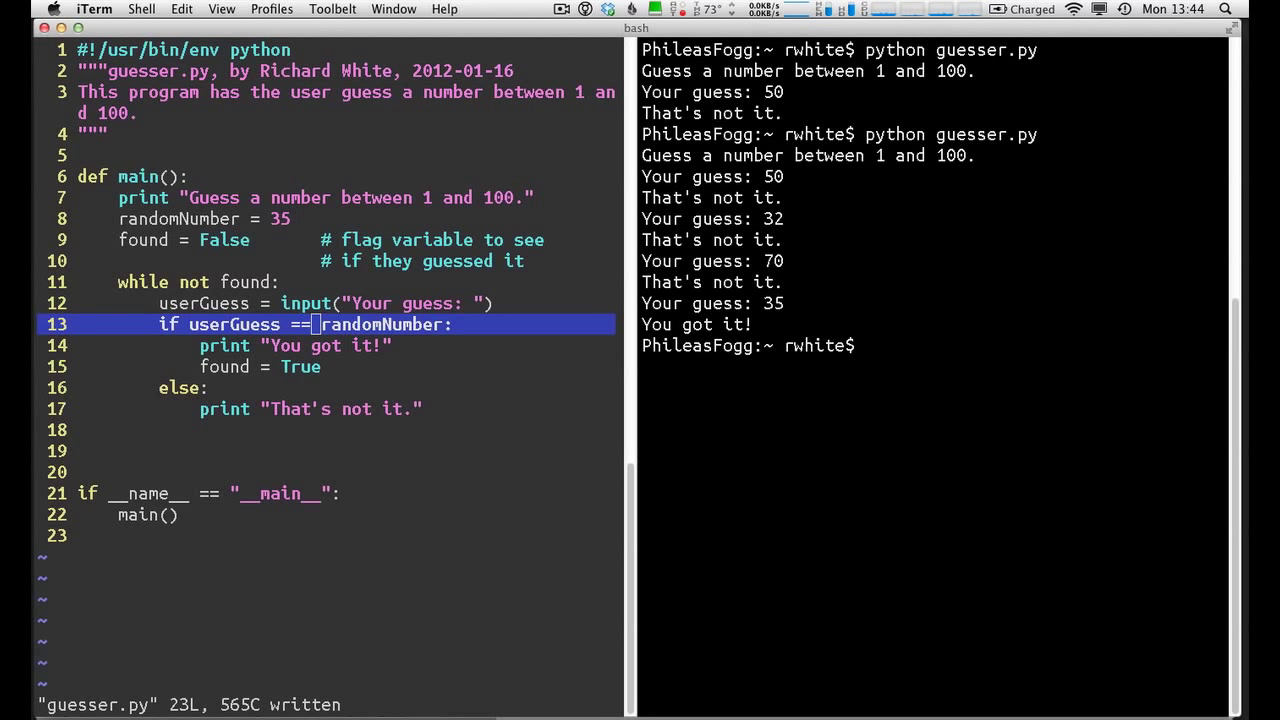 iTerm Shell Edit View Profiles Toolbelt Window Help 73° 0.0KB/s 0.0KB/s Charged Mon 13:44
bash
1 #!/usr/bin/env python
2 """guesser.py, by Richard White, 2012-01-16
3 This program has the user guess a number between 1 an
d 100.
4 """
5
6 def main():
7     print "Guess a number between 1 and 100."
8     randomNumber = 35
9     found = False       # flag variable to see
10                         # if they guessed it
11     while not found:
12         userGuess = input("Your guess: ")
13         if userGuess == randomNumber:
14             print "You got it!"
15             found = True
16         else:
17             print "That's not it."
18
19
20
21 if __name__ == "__main__":
22     main()
23
~
~
~
~
~
~
~
"guesser.py" 23L, 565C written
PhileasFogg:~ rwhite$ python guesser.py
Guess a number between 1 and 100.
Your guess: 50
That's not it.
PhileasFogg:~ rwhite$ python guesser.py
Guess a number between 1 and 100.
Your guess: 50
That's not it.
Your guess: 32
That's not it.
Your guess: 70
That's not it.
Your guess: 35
You got it!
PhileasFogg:~ rwhite$